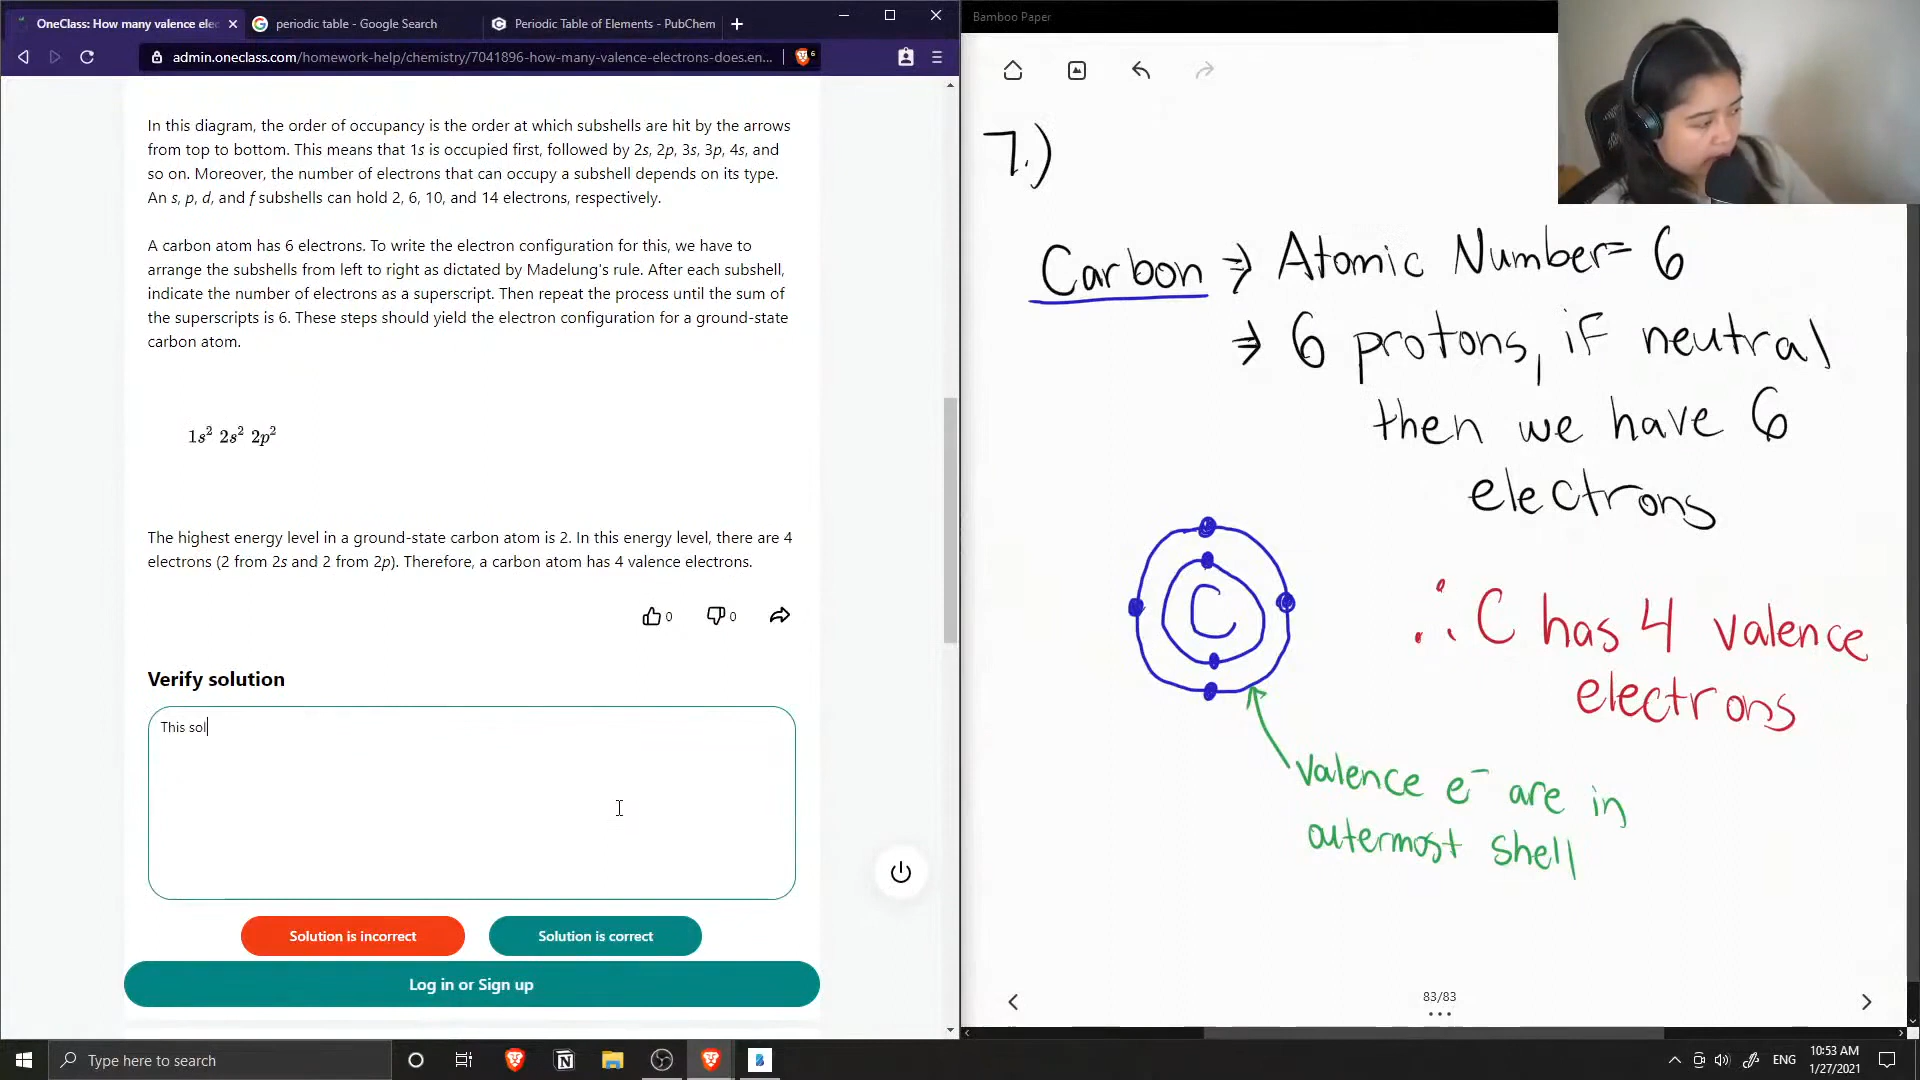 OneClass: How many valence ele
periodic table - Google Search
Periodic Table of Elements - PubChem
admin.oneclass.com/homework-help/chemistry/7041896-how-many-valence-electrons-does.en...
6
In this diagram, the order of occupancy is the order at which subshells are hit by the arrows
from top to bottom. This means that 1s is occupied first, followed by 2s, 2p, 3s, 3p, 4s, and
so on. Moreover, the number of electrons that can occupy a subshell depends on its type.
An s, p, d, and f subshells can hold 2, 6, 10, and 14 electrons, respectively.
A carbon atom has 6 electrons. To write the electron configuration for this, we have to
arrange the subshells from left to right as dictated by Madelung's rule. After each subshell,
indicate the number of electrons as a superscript. Then repeat the process until the sum of
the superscripts is 6. These steps should yield the electron configuration for a ground-state
carbon atom.
1s² 2s² 2p²
The highest energy level in a ground-state carbon atom is 2. In this energy level, there are 4
electrons (2 from 2s and 2 from 2p). Therefore, a carbon atom has 4 valence electrons.
0
0
Verify solution
This sol
Solution is incorrect
Solution is correct
Log in or Sign up
Bamboo Paper
7.)
Carbon ⇒ Atomic Number = 6
⇒ 6 protons, if neutral
then we have 6
electrons
C
∴ C has 4 valence
electrons
valence e⁻ are in
outermost shell
83/83
Type here to search
ENG
10:53 AM
1/27/2021